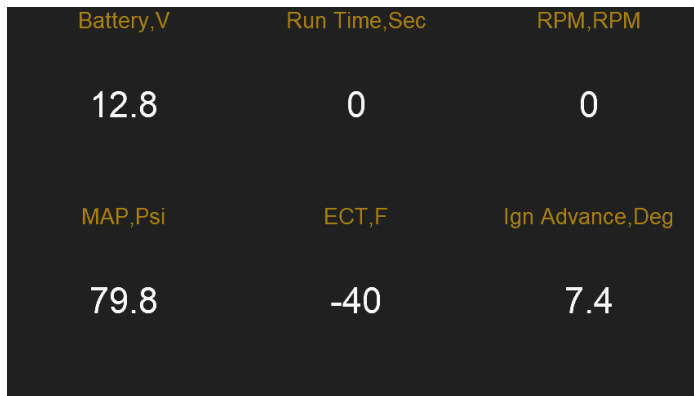 Battery,V Run Time,Sec RPM,RPM
12.8 0 0
MAP,Psi ECT,F Ign Advance,Deg
79.8 -40 7.4